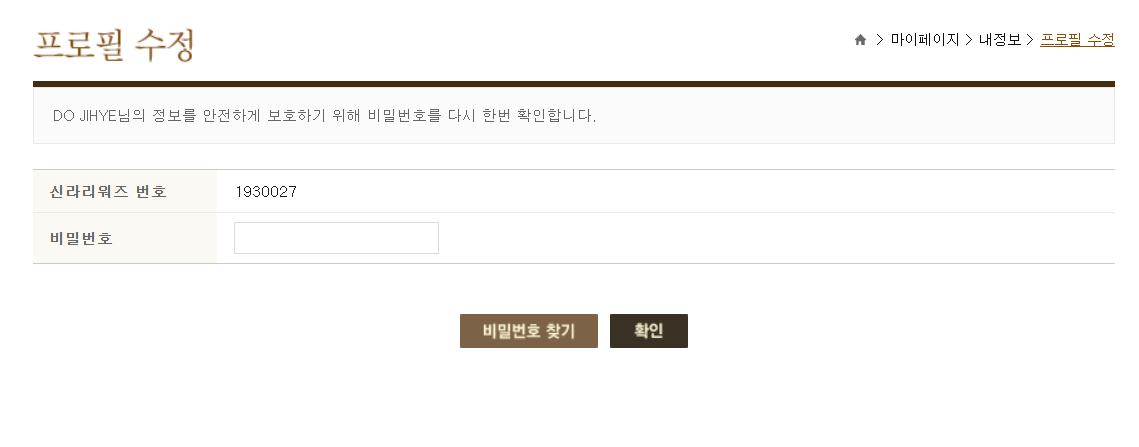 프로필 수정
> 마이페이지 > 내정보 > 프로필 수정
DO JIHYE님의 정보를 안전하게 보호하기 위해 비밀번호를 다시 한번 확인합니다.
신라리워즈 번호 1930027
비밀번호
비밀번호 찾기 확인